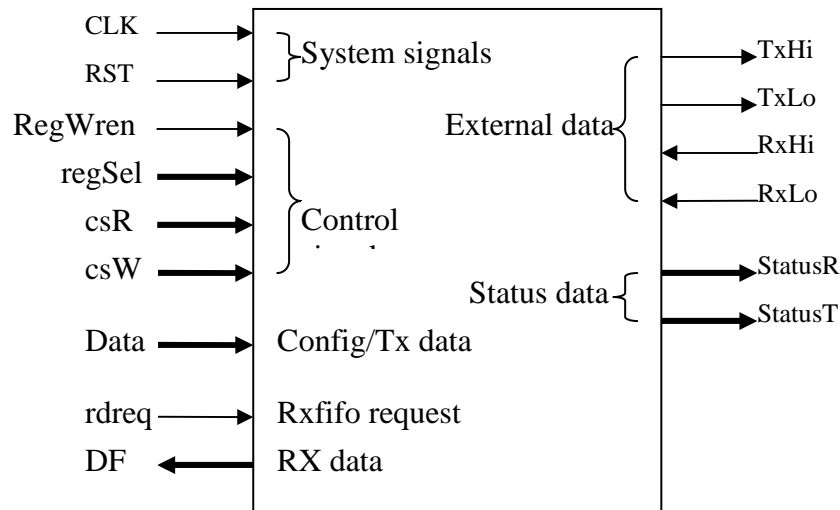 CLK
RST
RegWren
regSel
csR
csW
Data
rdreq
DF
System signals
Control
Config/Tx data
Rxfifo request
RX data
External data
Status data
TxHi
TxLo
RxHi
RxLo
StatusR
StatusT